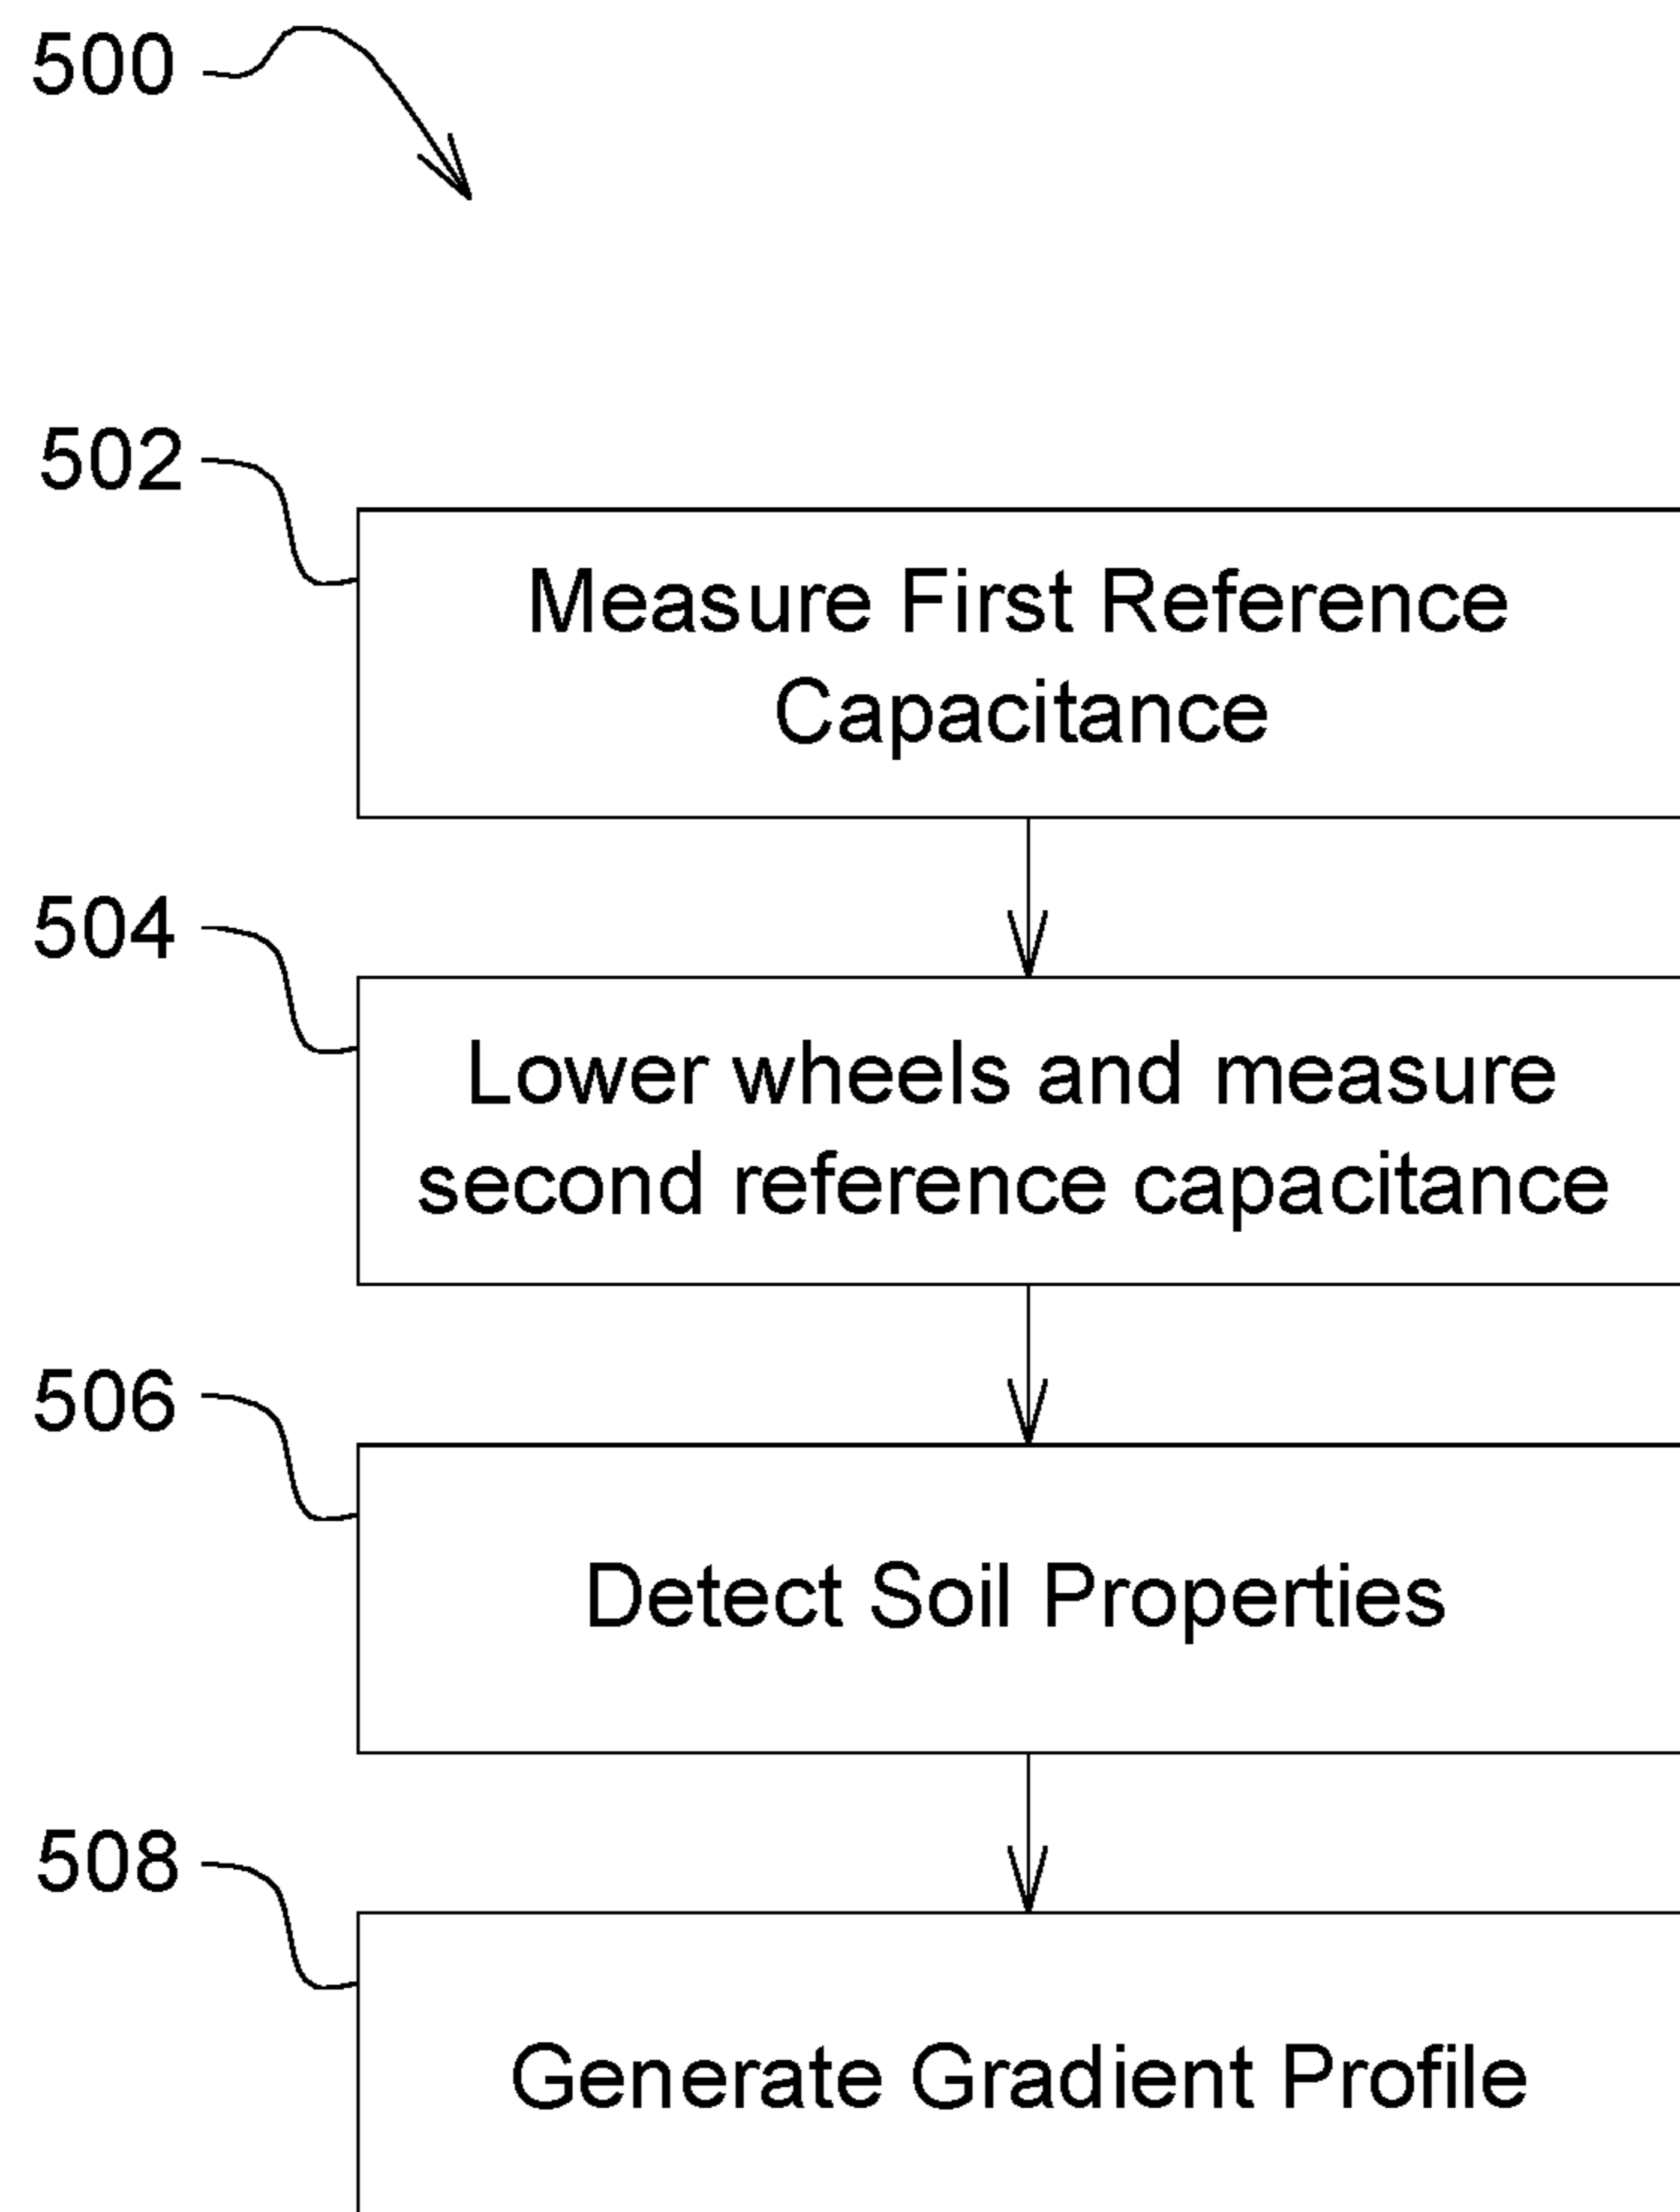 500
502
Measure First Reference
Capacitance
504
Lower wheels and measure
second reference capacitance
506
Detect Soil Properties
508
Generate Gradient Profile